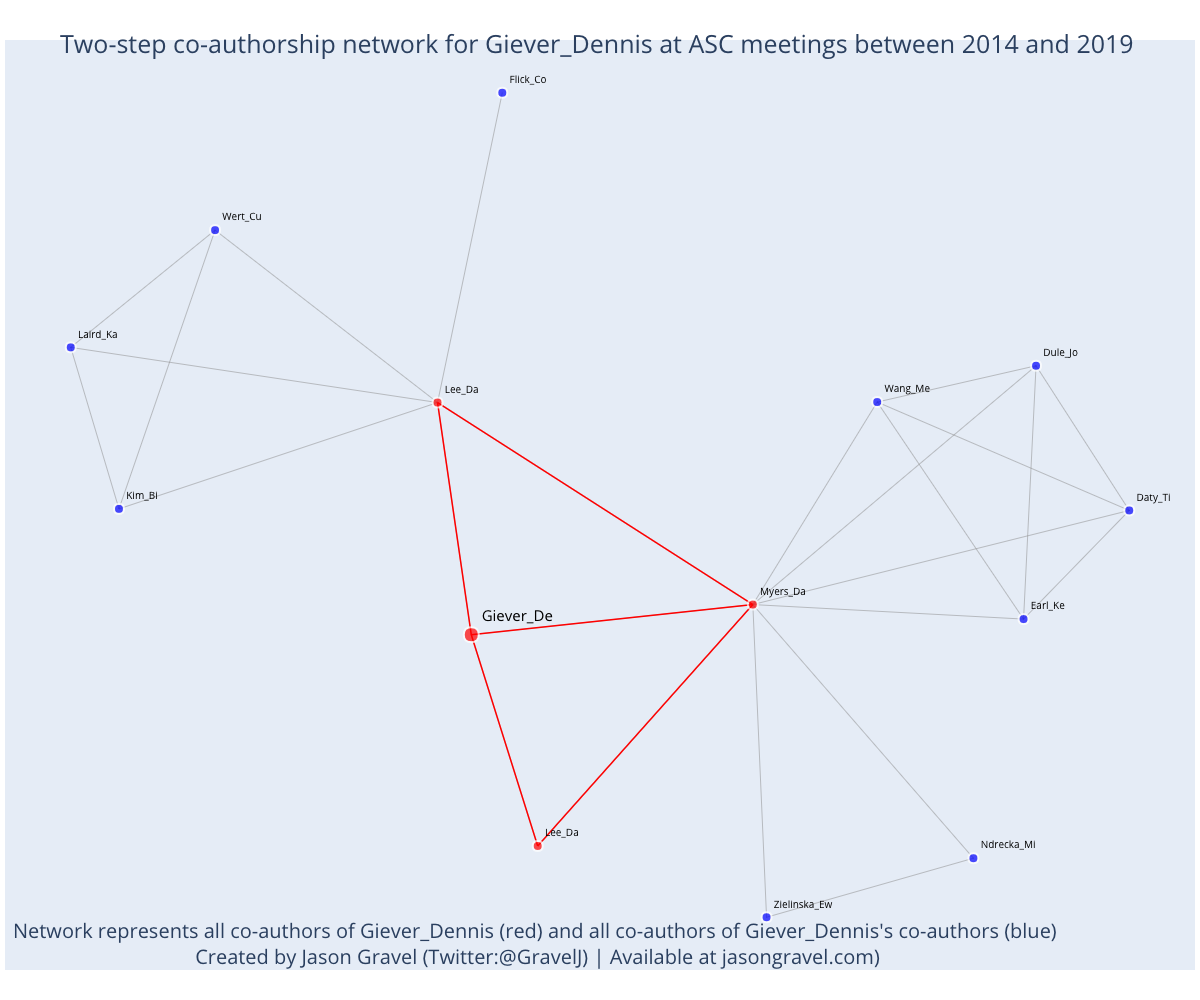 Two-step co-authorship network for Giever_Dennis at ASC meetings between 2014 and 2019
Flick_Co
Wert_Cu
Laird_Ka
Dule_Jo
Wang_Me
Lee_Da
Kim_Bi
Daty_Ti
Myers_Da
Earl_Ke
Giever_De
Lee_Da
Ndrecka_Mi
Zielinska_Ew
Network represents all co-authors of Giever_Dennis (red) and all co-authors of Giever_Dennis's co-authors (blue)
Created by Jason Gravel (Twitter:@GravelJ) | Available at jasongravel.com)